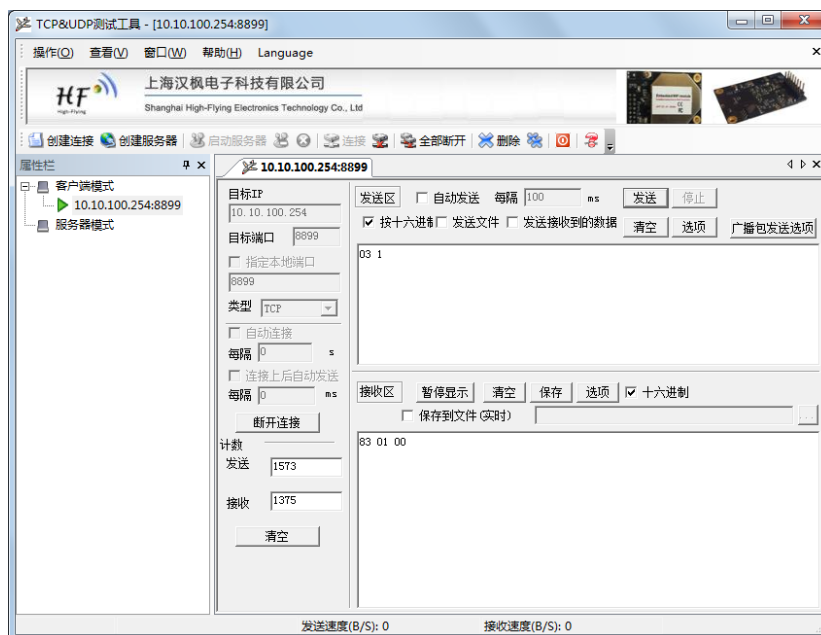 TCP&UDP测试工具 - [10.10.100.254:8899]
操作(O) 查看(V) 窗口(W) 帮助(H) Language
HF
High-Flying
上海汉枫电子科技有限公司
Shanghai High-Flying Electronics Technology Co., Ltd
创建连接 创建服务器 启动服务器 连接 全部断开 删除
属性栏
客户端模式
10.10.100.254:8899
服务器模式
10.10.100.254:8899
目标IP
10.10.100.254
目标端口 8899
指定本地端口
8899
类型 TCP
自动连接
每隔 0 s
连接上后自动发送
每隔 0 ms
断开连接
计数
发送 1573
接收 1375
清空
发送区 自动发送 每隔 100 ms 发送 停止
按十六进制 发送文件 发送接收到的数据 清空 选项 广播包发送选项
03 1
接收区 暂停显示 清空 保存 选项 十六进制
保存到文件(实时) ...
83 01 00
发送速度(B/S): 0 接收速度(B/S): 0